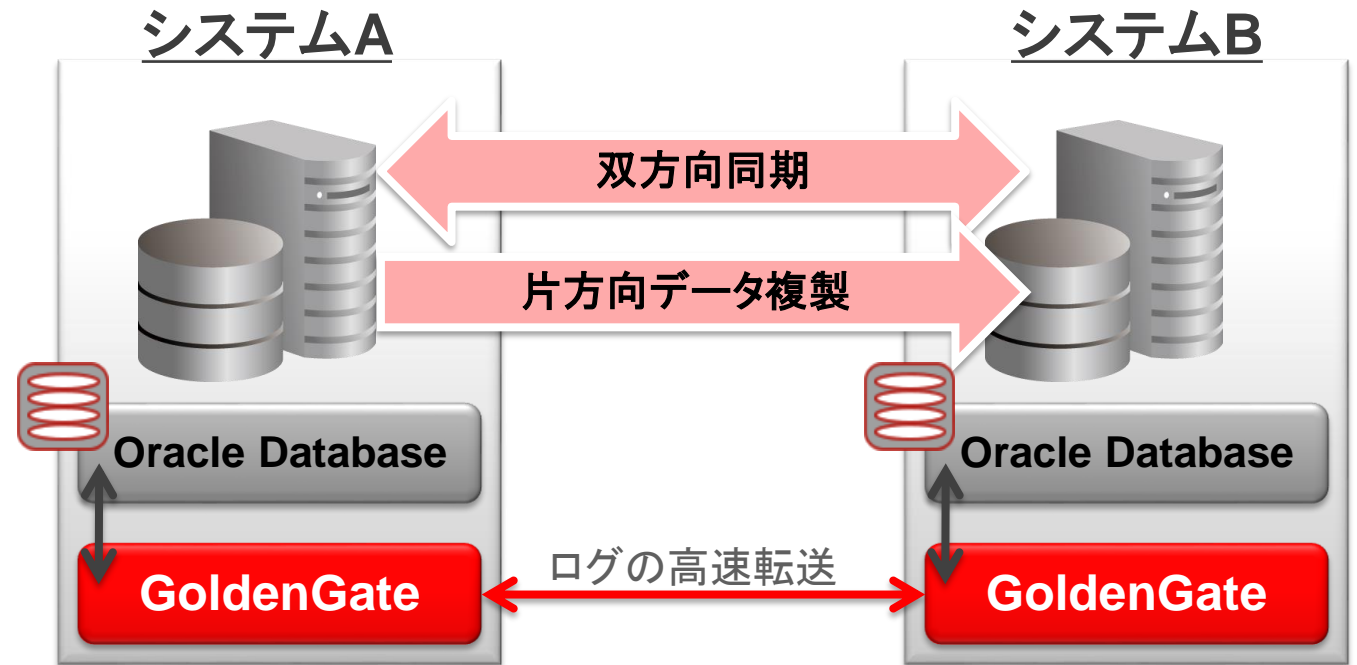 システムA
システムB
双方向同期
片方向データ複製
Oracle Database
Oracle Database
ログの高速転送
GoldenGate
GoldenGate